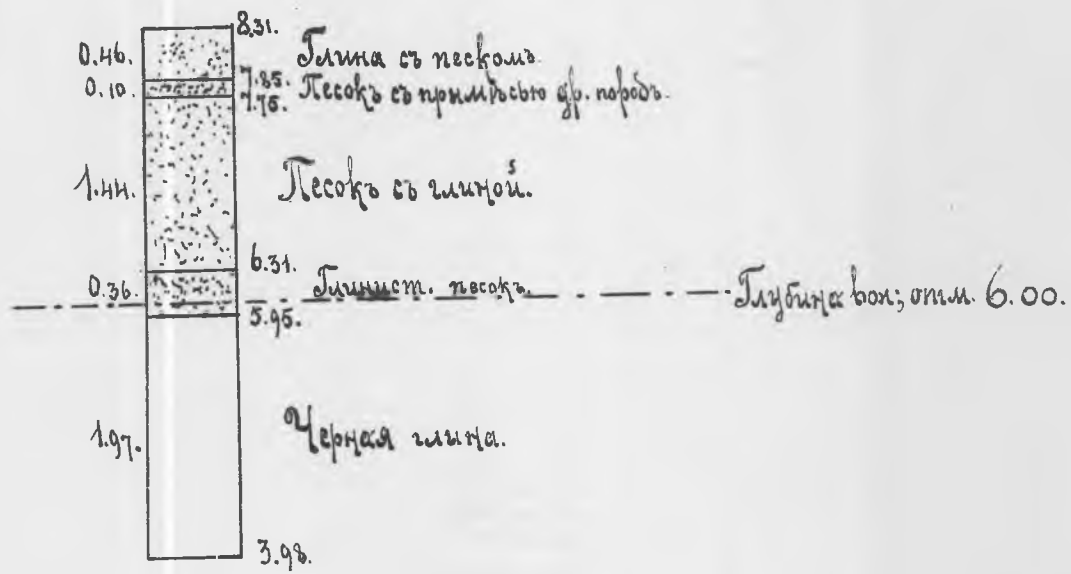 8.31.
0.46. Глина съ пескомъ.
7.85.
0.10. Песокъ съ примѣсью др. породъ.
7.75.
1.44. Песокъ съ глиной.
6.31.
0.36. Глинист. песокъ.
Глубина кол; отм. 6.00.
5.95.
1.97. Черная глина.
3.98.